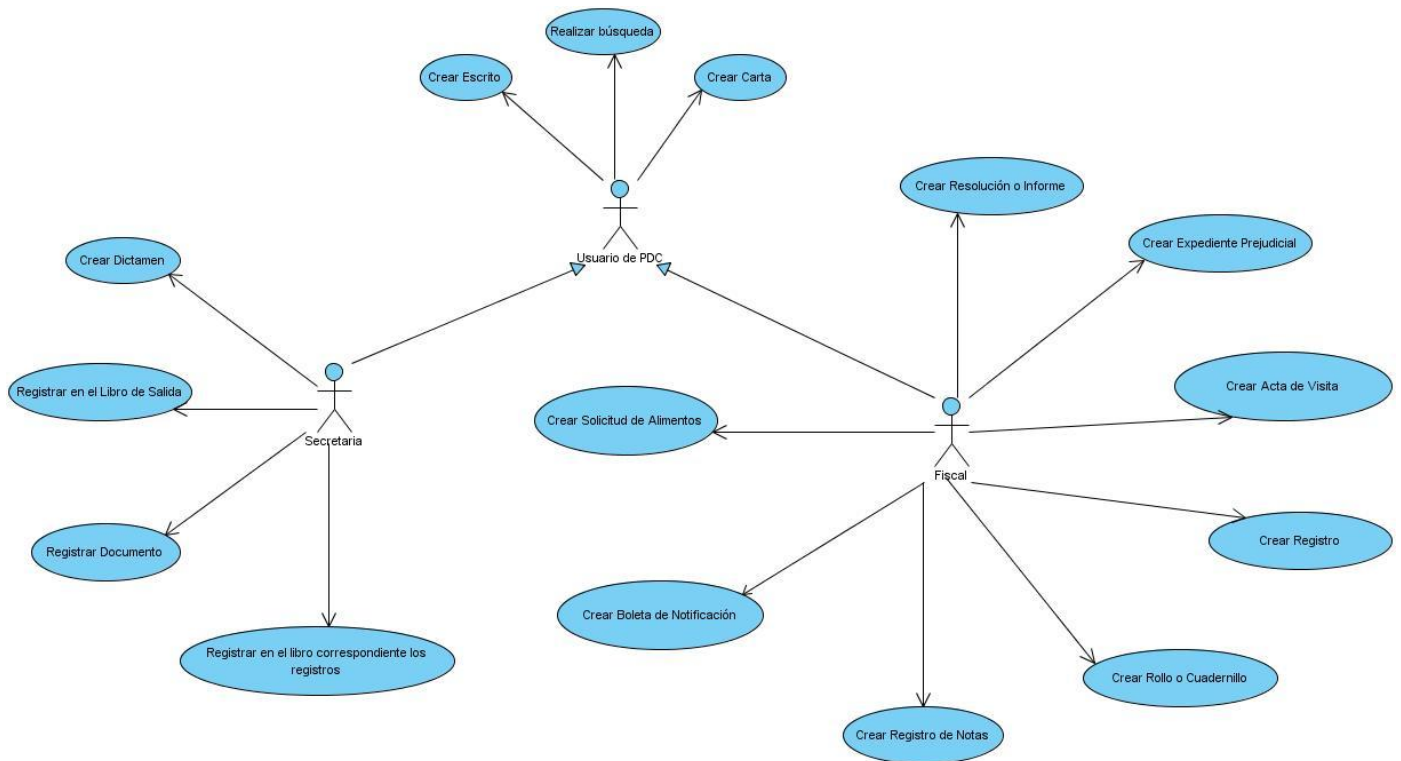 Realizar búsqueda
Crear Escrito
Crear Carta
Crear Resolución o Informe
Usuario de PDC
Crear Expediente Prejudicial
Crear Dictamen
Registrar en el Libro de Salida
Crear Acta de Visita
Crear Solicitud de Alimentos
Secretaria
Fiscal
Registrar Documento
Crear Registro
Crear Boleta de Notificación
Registrar en el libro correspondiente los
registros
Crear Rollo o Cuadernillo
Crear Registro de Notas